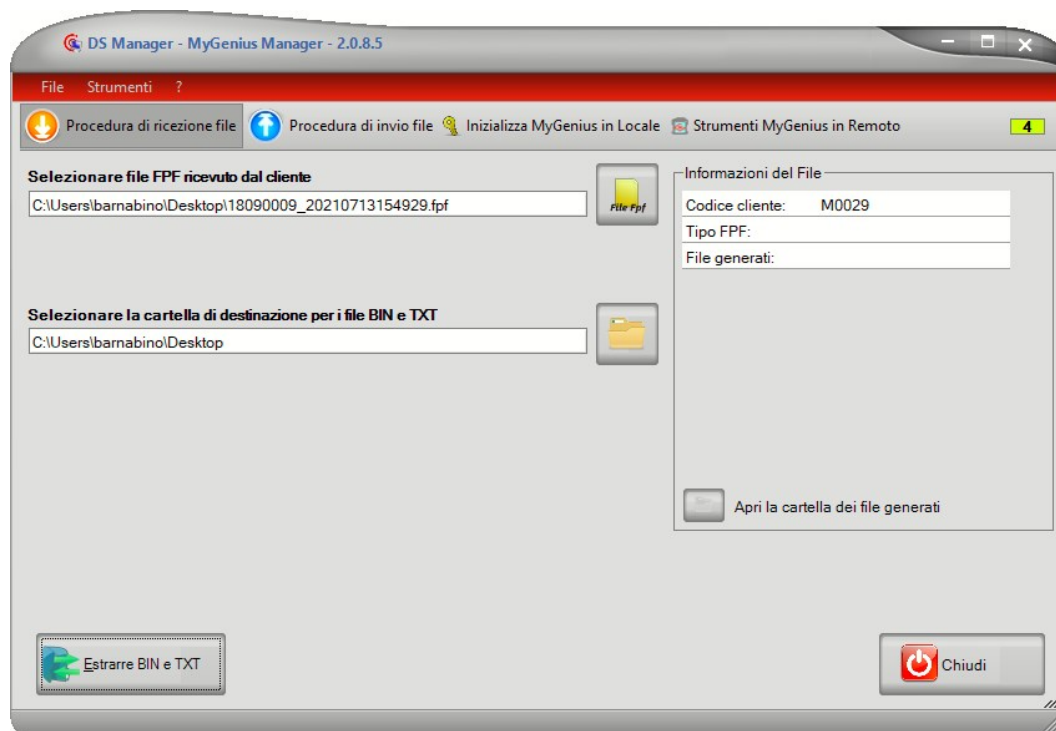 DS Manager - MyGenius Manager - 2.0.8.5
File Strumenti ?
Procedura di ricezione file Procedura di invio file Inizializza MyGenius in Locale Strumenti MyGenius in Remoto 4
Selezionare file FPF ricevuto dal cliente
C:\Users\barnabino\Desktop\18090009_20210713154929.fpf
File Fpf
Informazioni del File
Codice cliente: M0029
Tipo FPF:
File generati:
Selezionare la cartella di destinazione per i file BIN e TXT
C:\Users\barnabino\Desktop
Apri la cartella dei file generati
Estrarre BIN e TXT
Chiudi